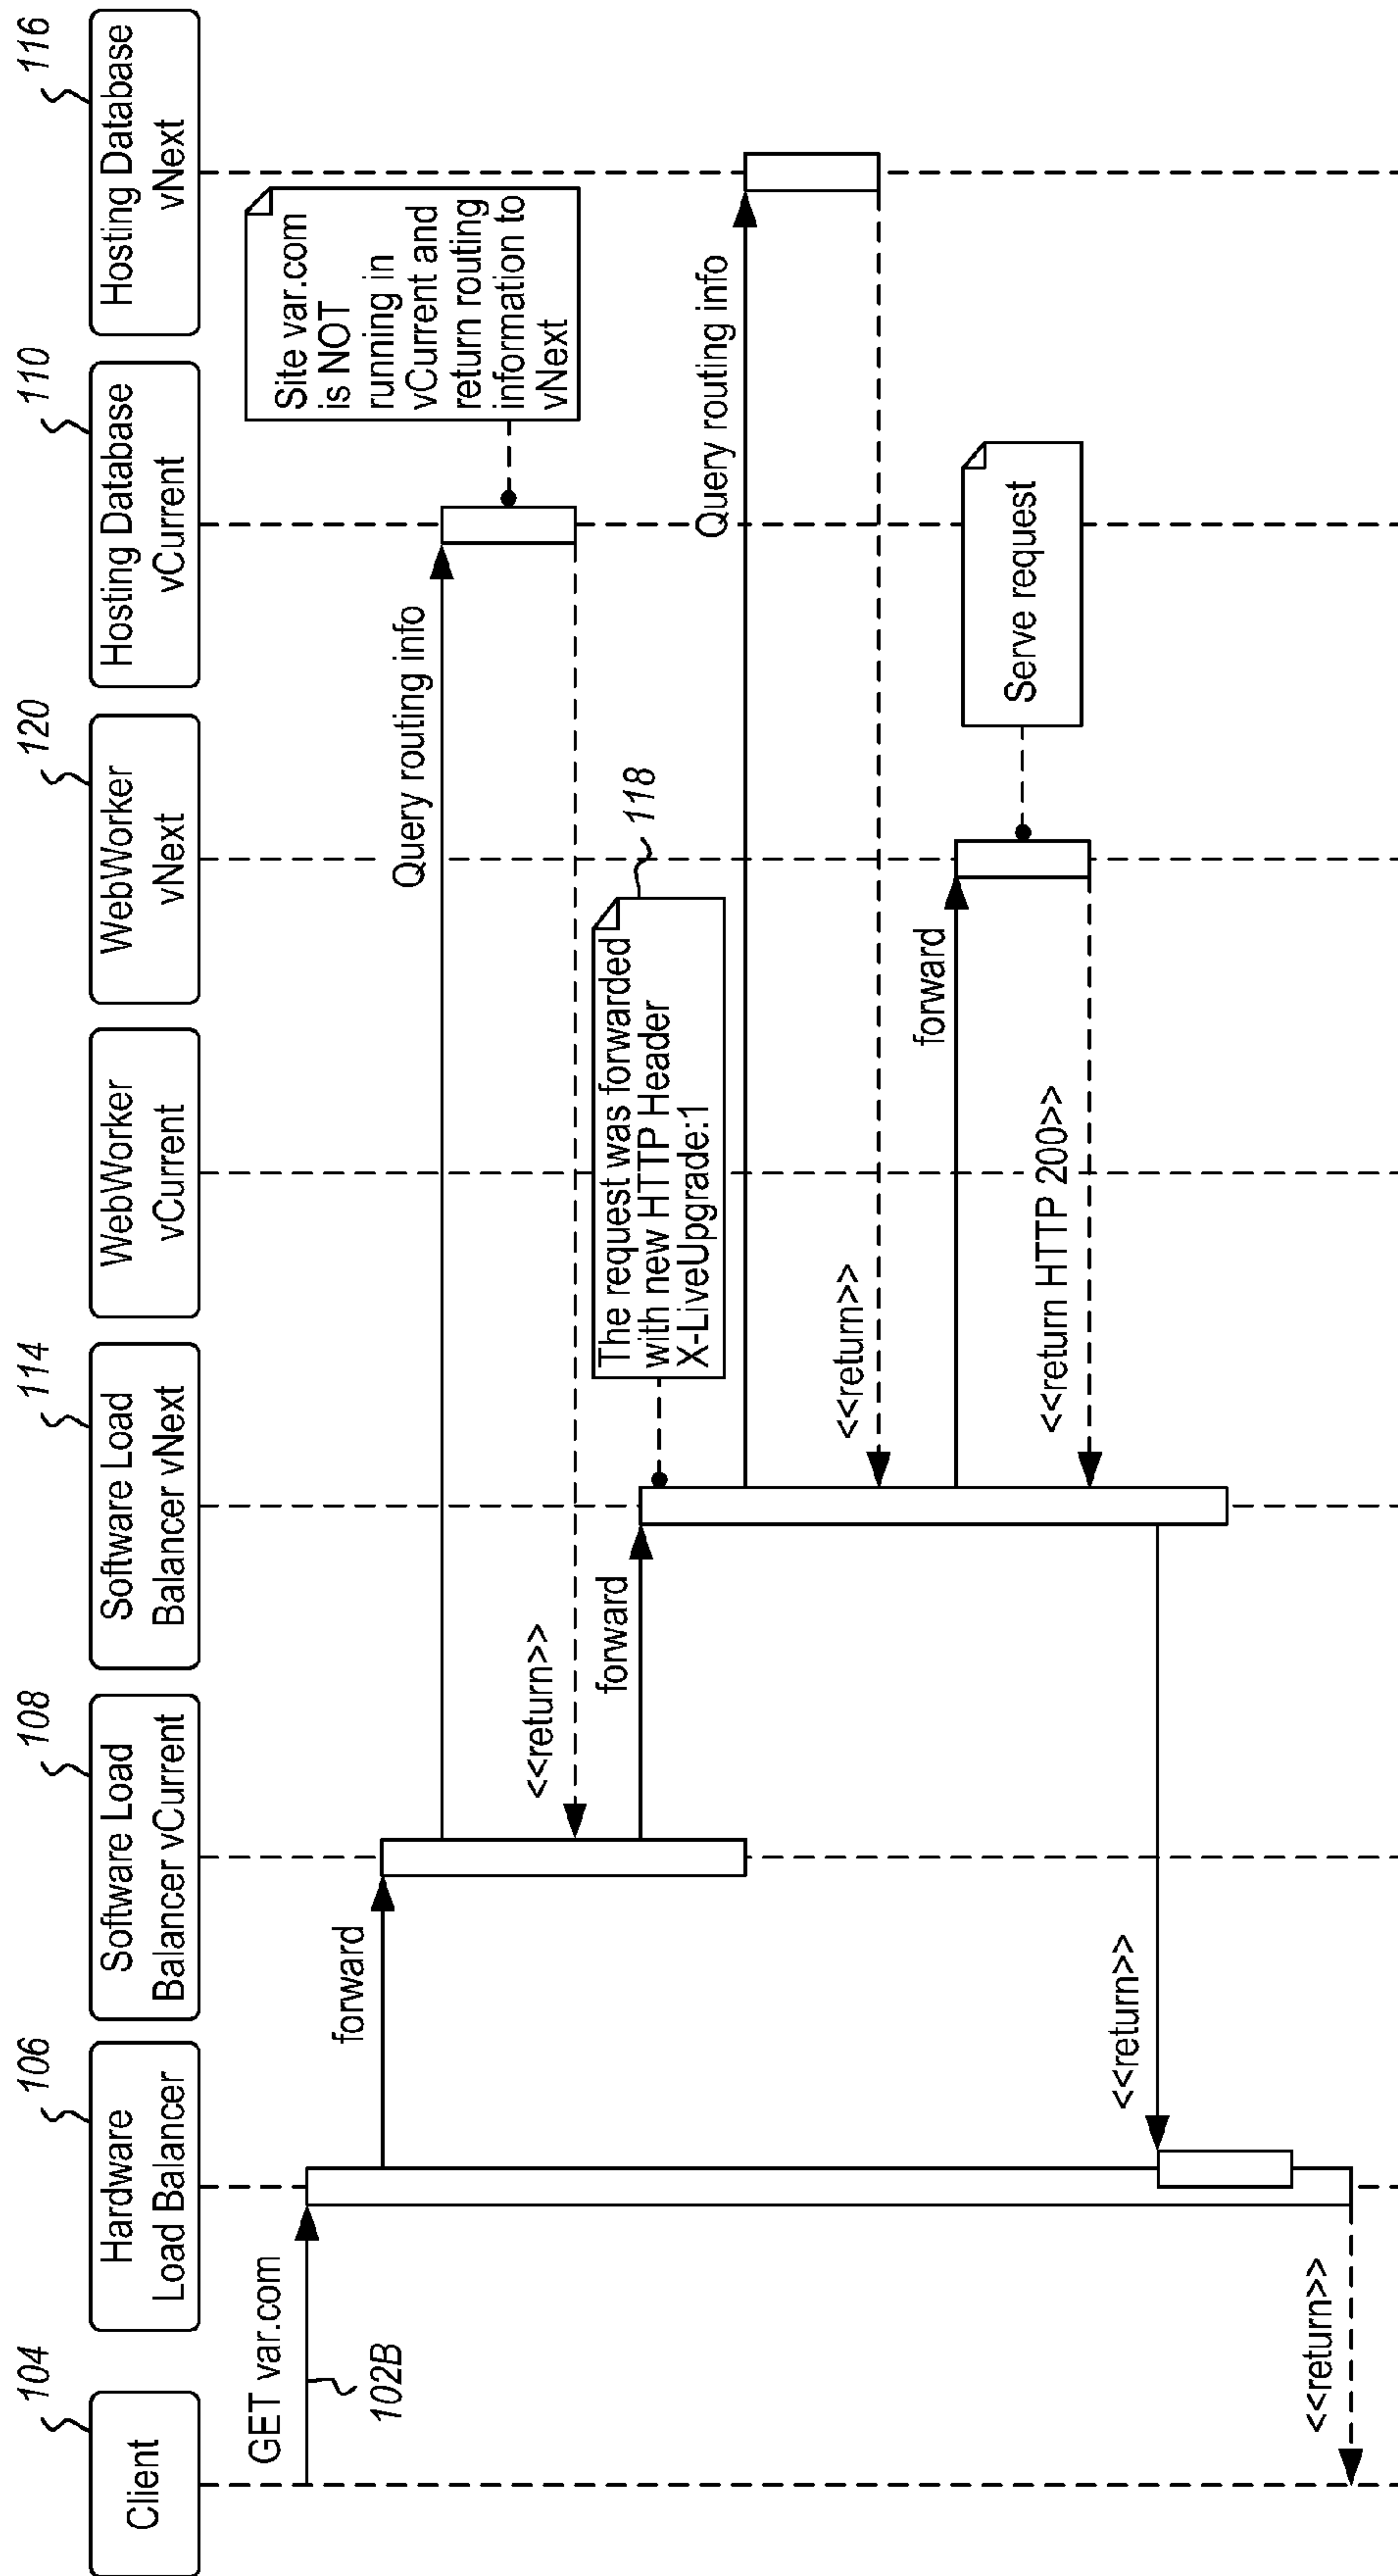 104
106
108
114
120
110
116
Client
Hardware
Load Balancer
Software Load
Balancer vCurrent
Software Load
Balancer vNext
WebWorker
vCurrent
WebWorker
vNext
Hosting Database
vCurrent
Hosting Database
vNext
GET var.com
102B
forward
Query routing info
Site var.com
is NOT
running in
vCurrent and
return routing
information to
vNext
<<return>>
forward
The request was forwarded
with new HTTP Header
X-LiveUpgrade:1
118
Query routing info
<<return>>
forward
Serve request
<<return HTTP 200>>
<<return>>
<<return>>